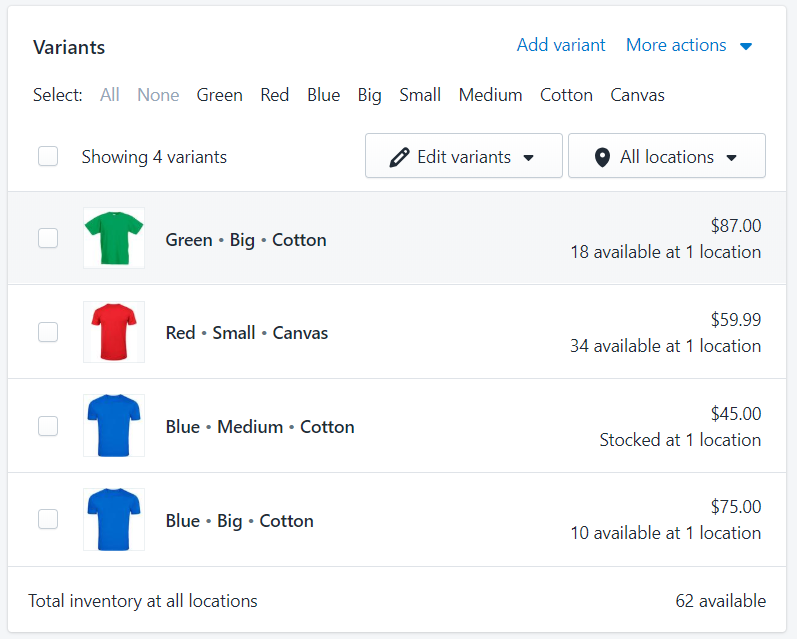 Variants Add variant More actions
Select: All None Green Red Blue Big Small Medium Cotton Canvas
Showing 4 variants Edit variants All locations
Green • Big • Cotton
$87.00
18 available at 1 location
Red • Small • Canvas
$59.99
34 available at 1 location
Blue • Medium • Cotton
$45.00
Stocked at 1 location
Blue • Big • Cotton
$75.00
10 available at 1 location
Total inventory at all locations 62 available